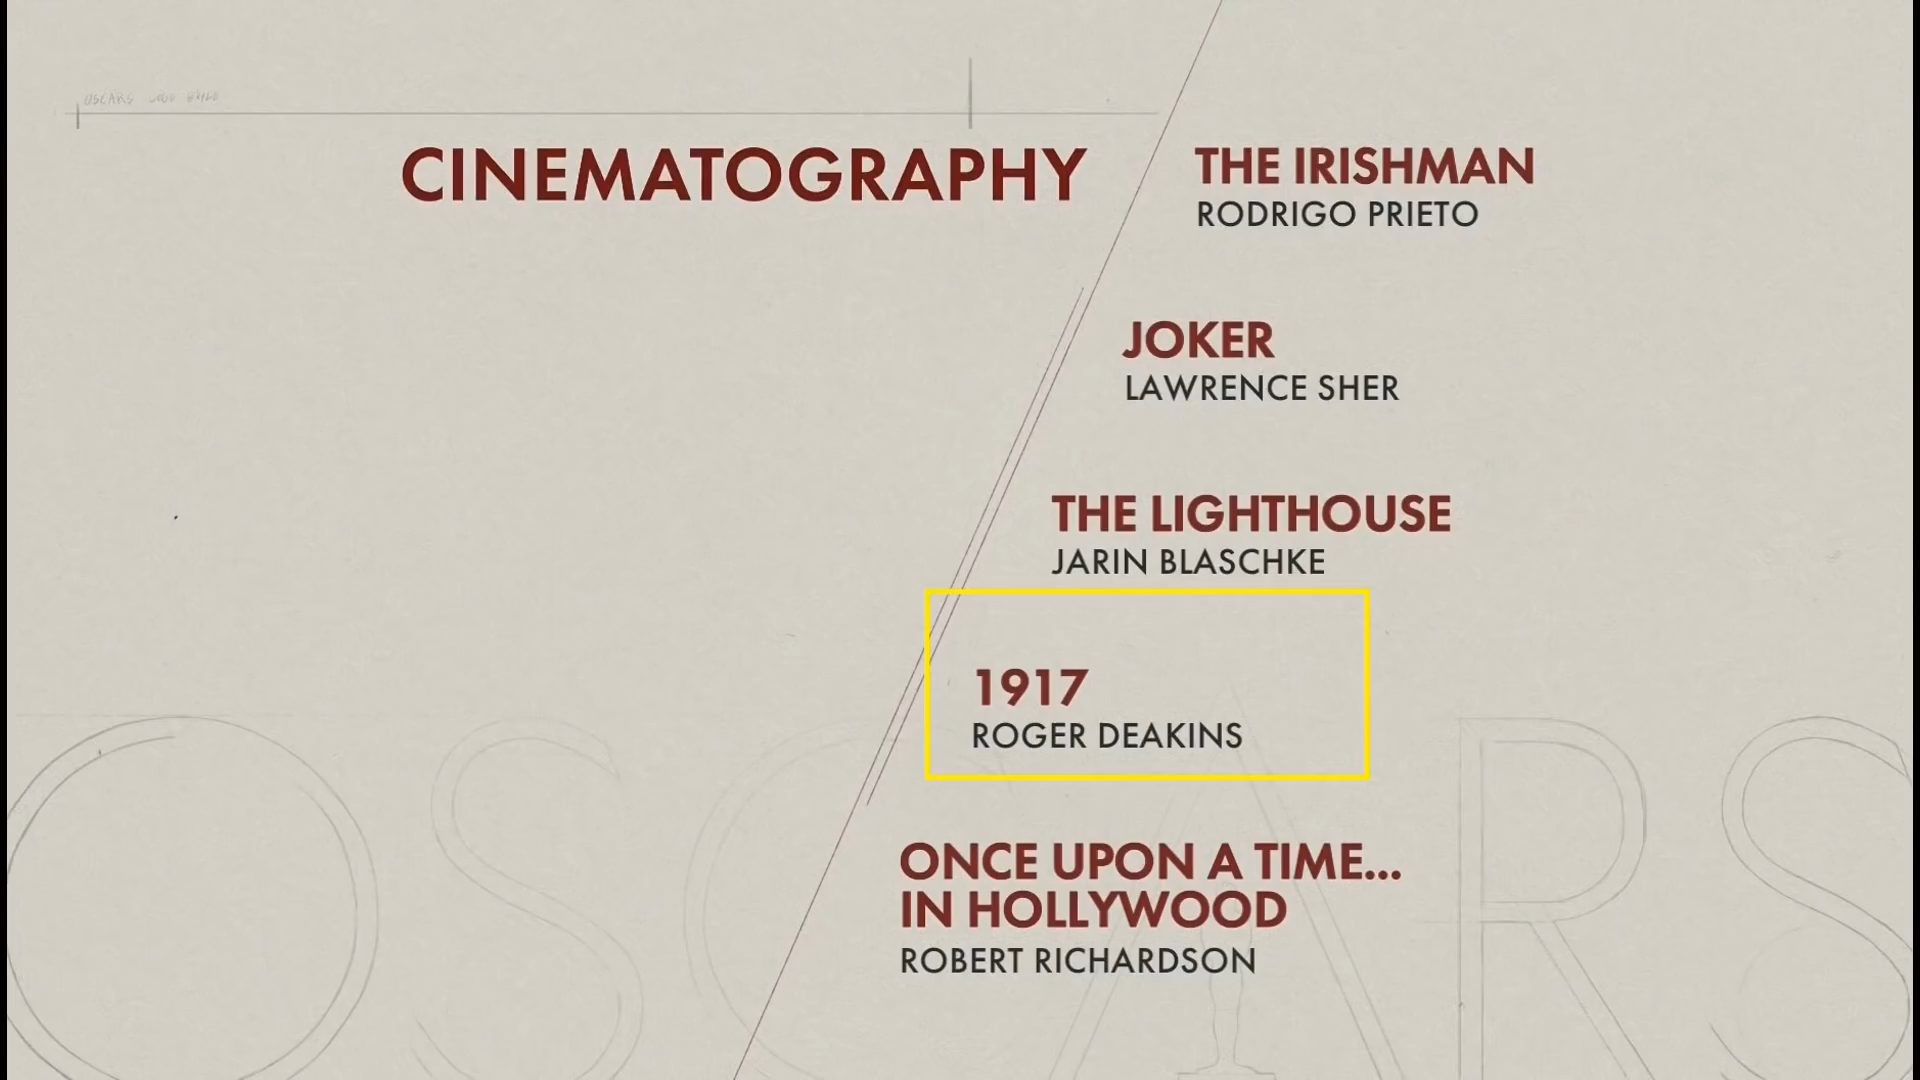 CINEMATOGRAPHY
THE IRISHMAN
RODRIGO PRIETO
JOKER
LAWRENCE SHER
THE LIGHTHOUSE
JARIN BLASCHKE
1917
ROGER DEAKINS
ONCE UPON A TIME...
IN HOLLYWOOD
ROBERT RICHARDSON
OSCARS